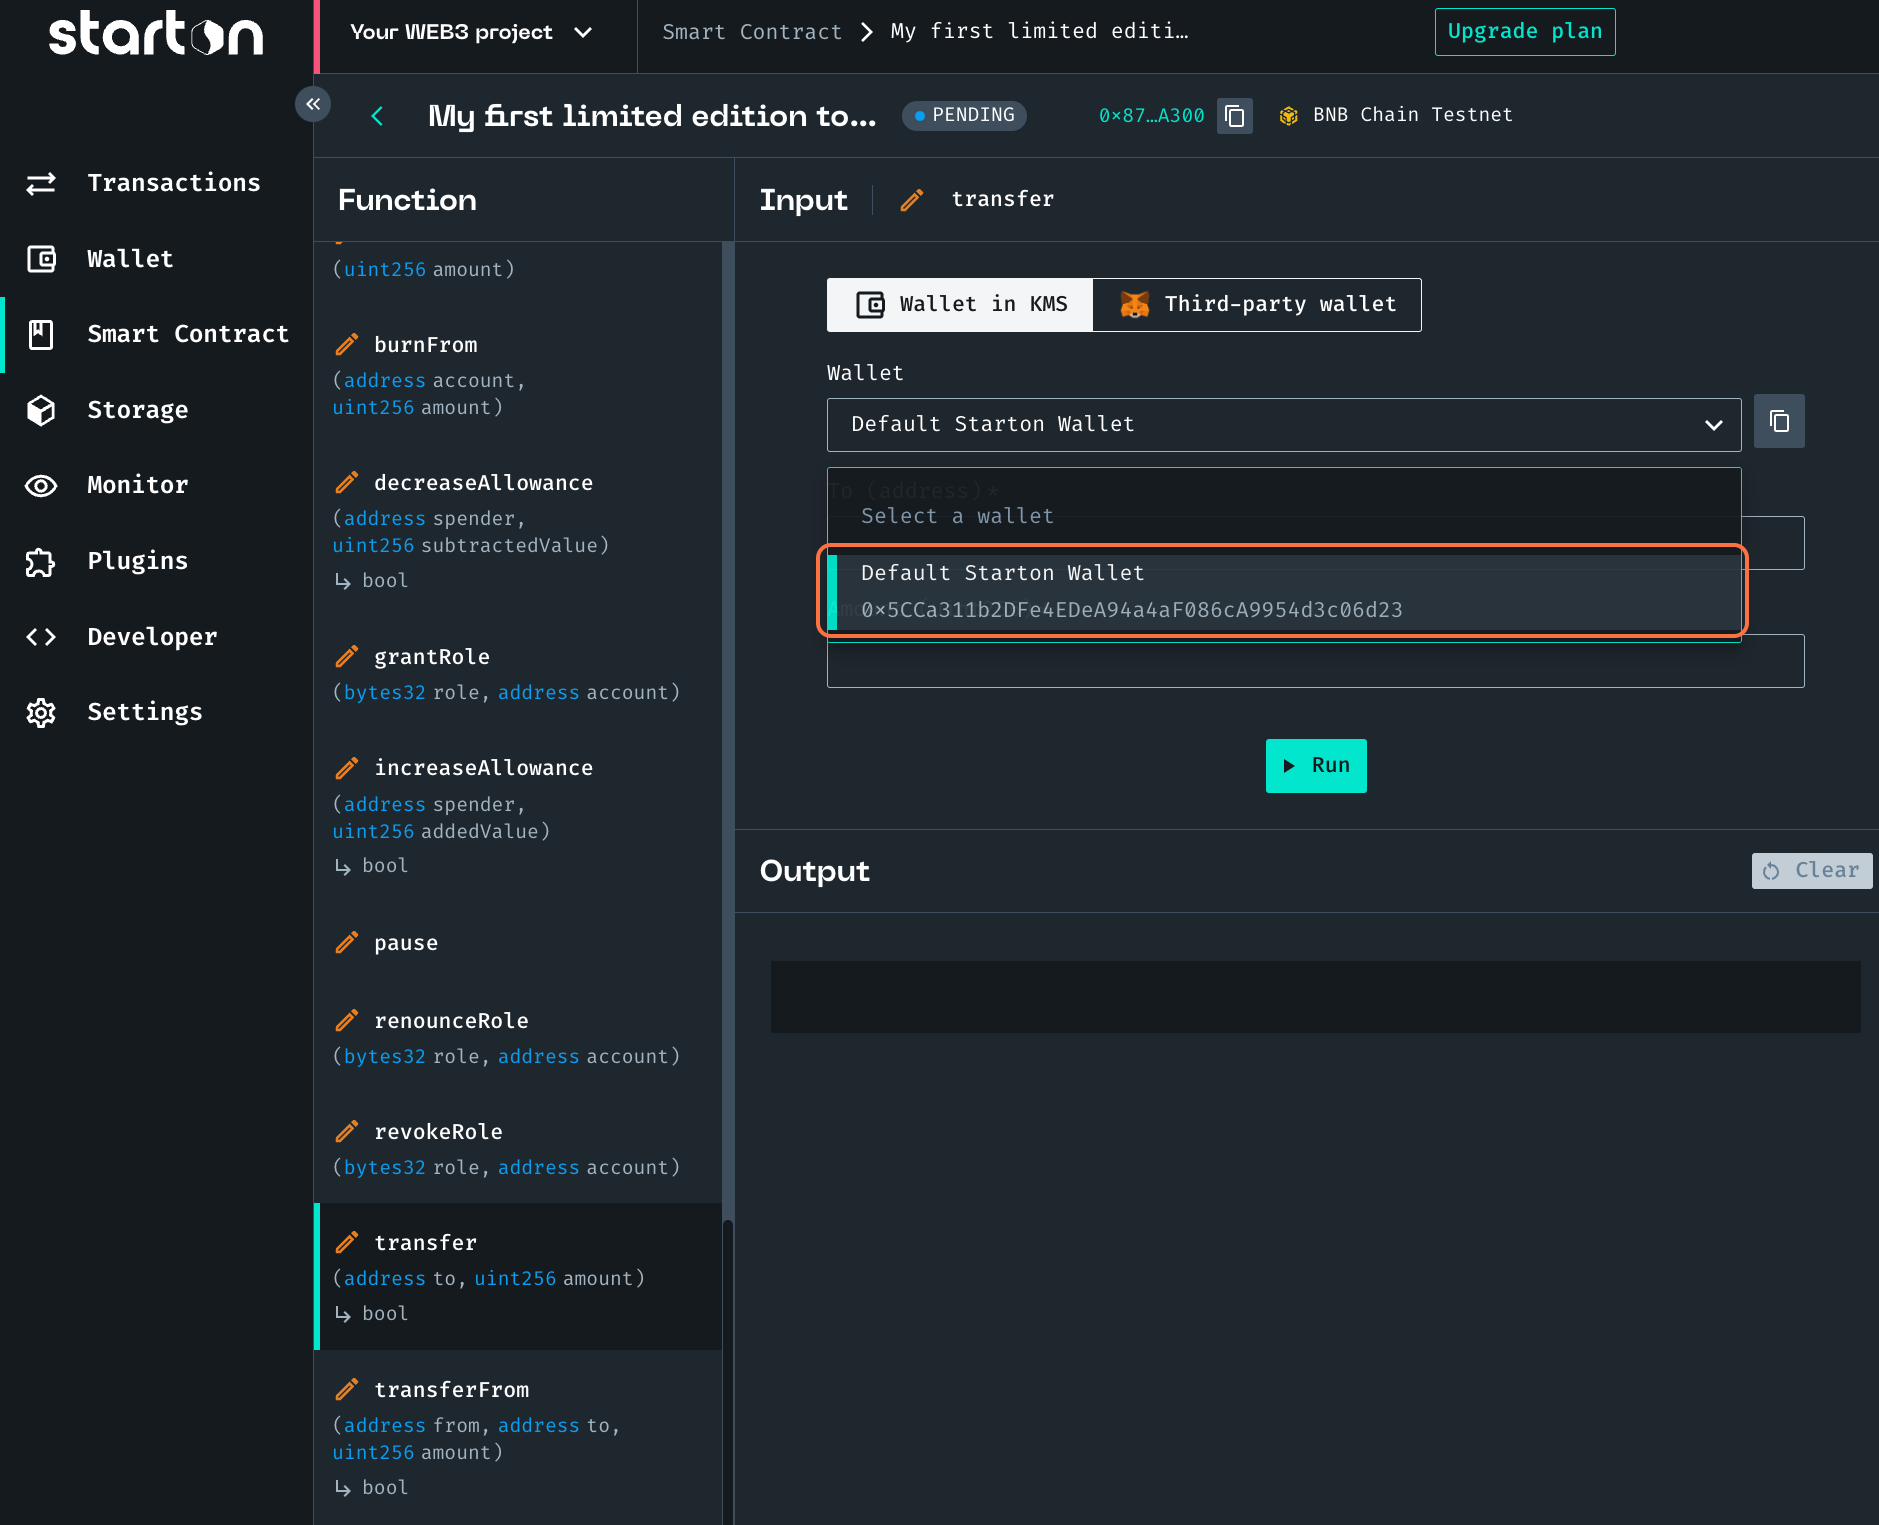 starton
Your WEB3 project
Smart Contract
My first limited editi…
Upgrade plan
My first limited edition to...
PENDING
0×87…A300
BNB Chain Testnet
Transactions
Wallet
Smart Contract
Storage
Monitor
Plugins
Developer
Settings
Function
(uint256 amount)
burnFrom
(address account,
uint256 amount)
decreaseAllowance
(address spender,
uint256 subtractedValue)
bool
grantRole
(bytes32 role, address account)
increaseAllowance
(address spender,
uint256 addedValue)
bool
pause
renounceRole
(bytes32 role, address account)
revokeRole
(bytes32 role, address account)
transfer
(address to, uint256 amount)
bool
transferFrom
(address from, address to,
uint256 amount)
bool
Input
transfer
Wallet in KMS
Third-party wallet
Wallet
Default Starton Wallet
To (address)*
Select a wallet
Default Starton Wallet
0×5CCa311b2DFe4EDeA94a4aF086cA9954d3c06d23
Run
Output
Clear